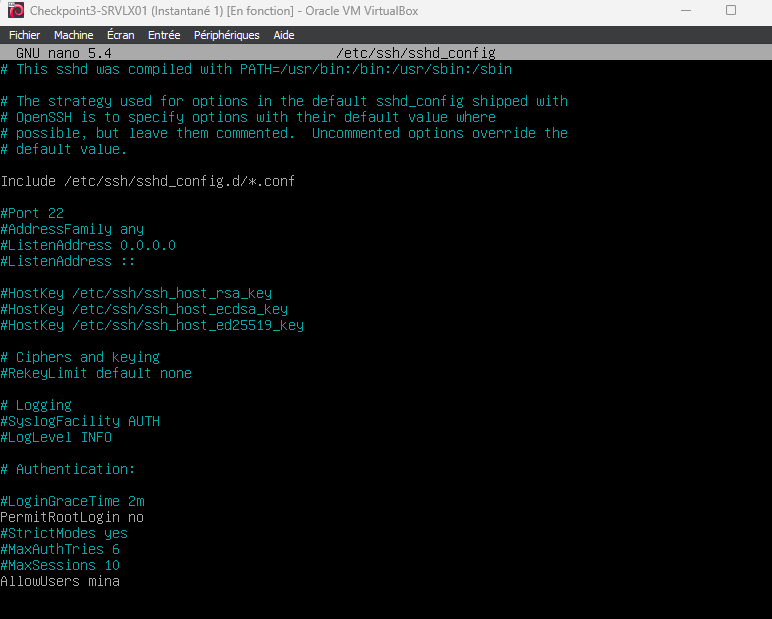 Checkpoint3-SRVLX01 (Instantané 1) [En fonction] - Oracle VM VirtualBox
Fichier Machine Écran Entrée Périphériques Aide
GNU nano 5.4 /etc/ssh/sshd_config
# This sshd was compiled with PATH=/usr/bin:/bin:/usr/sbin:/sbin
# The strategy used for options in the default sshd_config shipped with
# OpenSSH is to specify options with their default value where
# possible, but leave them commented.  Uncommented options override the
# default value.
Include /etc/ssh/sshd_config.d/*.conf
#Port 22
#AddressFamily any
#ListenAddress 0.0.0.0
#ListenAddress ::
#HostKey /etc/ssh/ssh_host_rsa_key
#HostKey /etc/ssh/ssh_host_ecdsa_key
#HostKey /etc/ssh/ssh_host_ed25519_key
# Ciphers and keying
#RekeyLimit default none
# Logging
#SyslogFacility AUTH
#LogLevel INFO
# Authentication:
#LoginGraceTime 2m
PermitRootLogin no
#StrictModes yes
#MaxAuthTries 6
#MaxSessions 10
AllowUsers mina